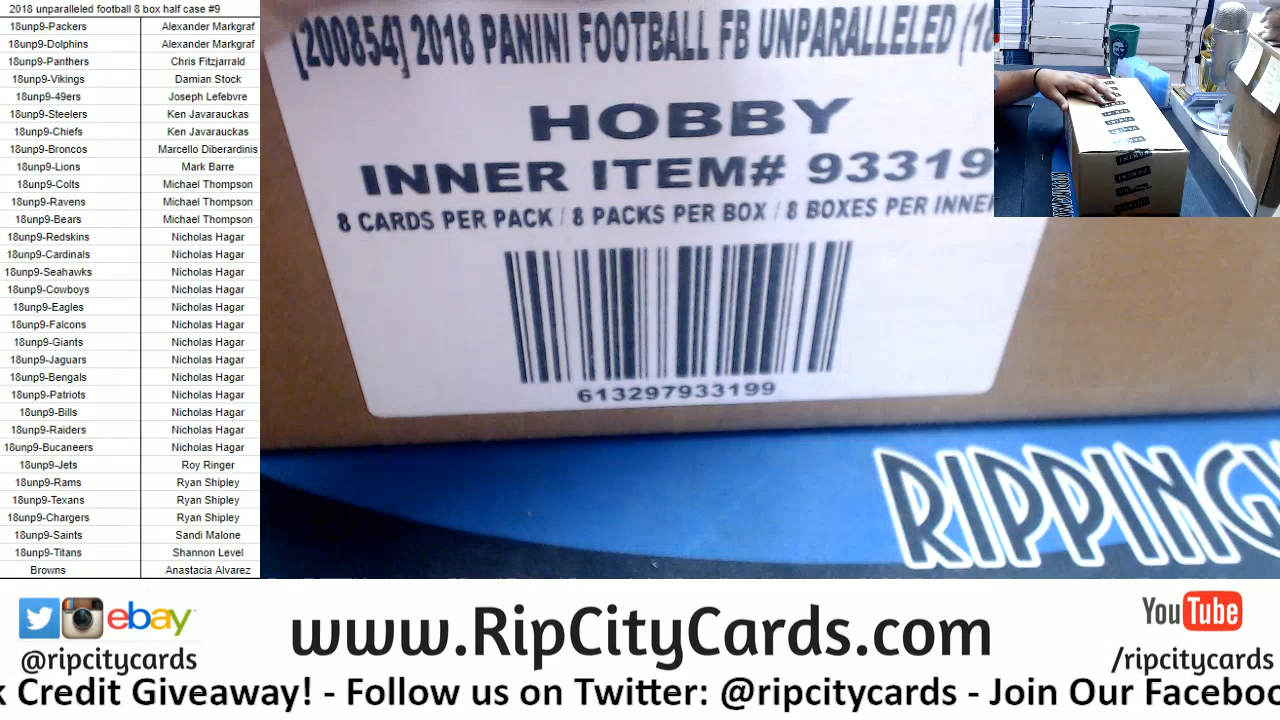 2018 unparalleled football 8 box half case #9
18unp9-Packers Alexander Markgraf
18unp9-Dolphins Alexander Markgraf
18unp9-Panthers Chris Fitzjarrald
18unp9-Vikings Damian Stock
18unp9-49ers Joseph Lefebvre
18unp9-Steelers Ken Javarauckas
18unp9-Chiefs Ken Javarauckas
18unp9-Broncos Marcello Diberardinis
18unp9-Lions Mark Barre
18unp9-Colts Michael Thompson
18unp9-Ravens Michael Thompson
18unp9-Bears Michael Thompson
18unp9-Redskins Nicholas Hagar
18unp9-Cardinals Nicholas Hagar
18unp9-Seahawks Nicholas Hagar
18unp9-Cowboys Nicholas Hagar
18unp9-Eagles Nicholas Hagar
18unp9-Falcons Nicholas Hagar
18unp9-Giants Nicholas Hagar
18unp9-Jaguars Nicholas Hagar
18unp9-Bengals Nicholas Hagar
18unp9-Patriots Nicholas Hagar
18unp9-Bills Nicholas Hagar
18unp9-Raiders Nicholas Hagar
18unp9-Bucaneers Nicholas Hagar
18unp9-Jets Roy Ringer
18unp9-Rams Ryan Shipley
18unp9-Texans Ryan Shipley
18unp9-Chargers Ryan Shipley
18unp9-Saints Sandi Malone
18unp9-Titans Shannon Level
Browns Anastacia Alvarez
[200854] 2018 PANINI FOOTBALL FB UNPARALLELED /18
HOBBY
INNER ITEM# 93319
8 CARDS PER PACK / 8 PACKS PER BOX / 8 BOXES PER INNE
613297933199
RIPPING
PANINI
PANINI
PANINI
ebay
@ripcitycards
www.RipCityCards.com
YouTube
/ripcitycards
k Credit Giveaway! - Follow us on Twitter: @ripcitycards - Join Our Faceboo